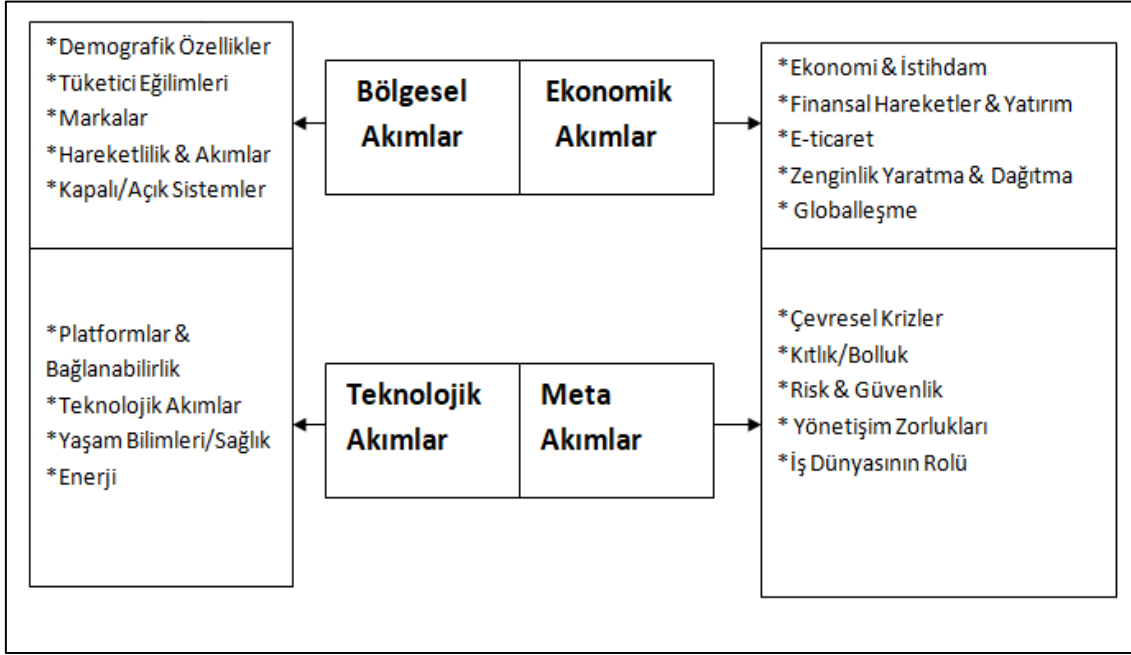 *Demografik Özellikler
*Tüketici Eğilimleri
*Markalar
*Hareketlilik & Akımlar
*Kapalı/Açık Sistemler
Bölgesel
Akımlar
Ekonomik
Akımlar
*Ekonomi & İstihdam
*Finansal Hareketler & Yatırım
*E-ticaret
*Zenginlik Yaratma & Dağıtma
* Globalleşme
*Platformlar &
Bağlanabilirlik
*Teknolojik Akımlar
*Yaşam Bilimleri/Sağlık
*Enerji
Teknolojik
Akımlar
Meta
Akımlar
*Çevresel Krizler
*Kıtlık/Bolluk
*Risk & Güvenlik
* Yönetişim Zorlukları
*İş Dünyasının Rolü